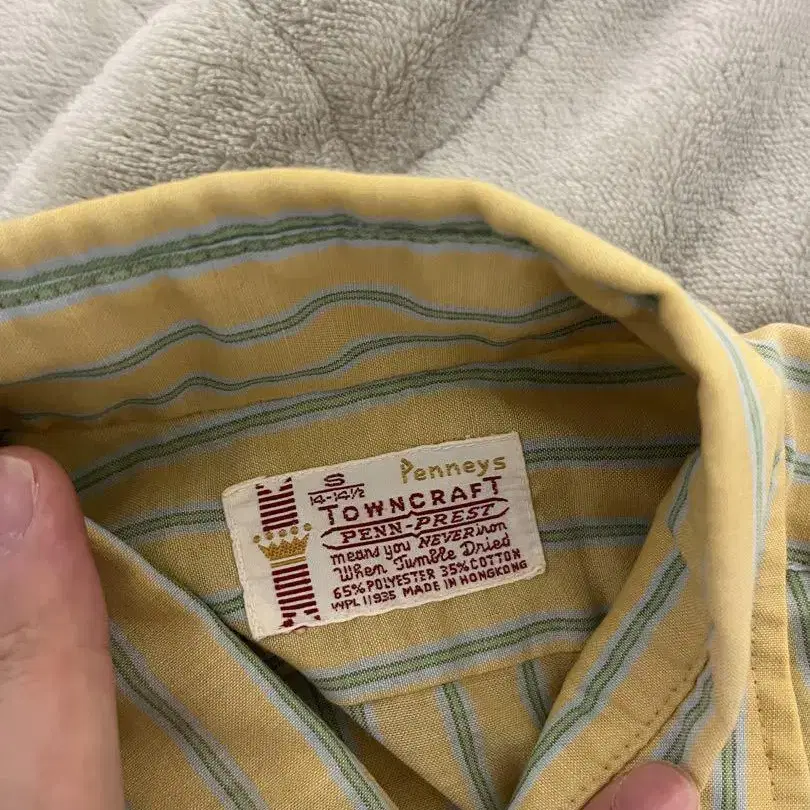 Penneys
S
14-14½
TOWNCRAFT
PENN-PREST
means you NEVER iron
When Tumble Dried
65% POLYESTER 35% COTTON
WPL 11935 MADE IN HONGKONG